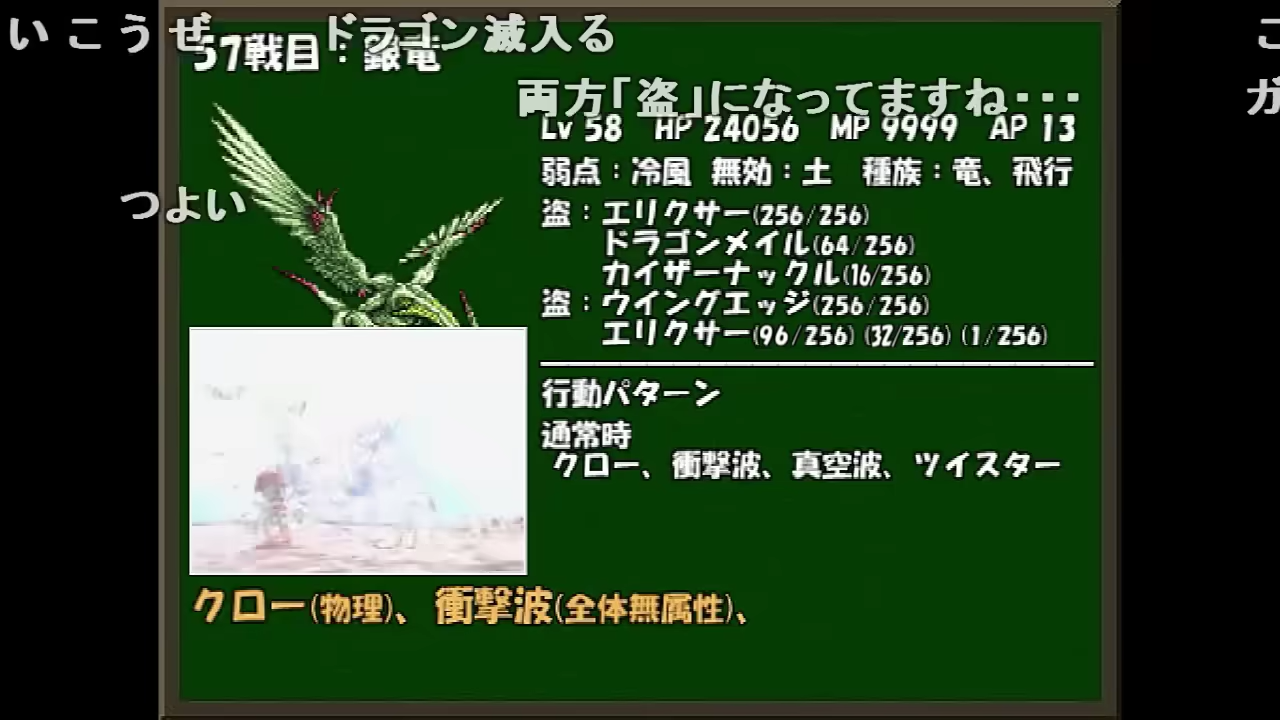 いこうぜ
ドラゴン滅入る
こ
57戦目：銀竜
両方「盗」になってますね・・・
ガ
Lv 58 HP 24056 MP 9999 AP 13
弱点：冷風 無効：土 種族：竜、飛行
つよい
盗：エリクサー(256/256)
ドラゴンメイル(64/256)
カイザーナックル(16/256)
盗：ウイングエッジ(256/256)
エリクサー(96/256) (32/256) (1/256)
行動パターン
通常時
クロー、衝撃波、真空波、ツイスター
クロー(物理)、衝撃波(全体無属性)、